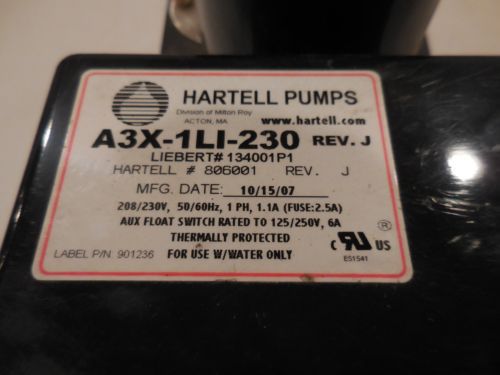 HARTELL PUMPS
Division of Milton Roy
ACTON, MA
www.hartell.com
A3X-1LI-230 REV. J
LIEBERT# 134001P1
HARTELL # 806001 REV. J
MFG. DATE: 10/15/07
208/230V, 50/60Hz, 1 PH, 1.1A (FUSE:2.5A)
AUX FLOAT SWITCH RATED TO 125/250V, 6A
THERMALLY PROTECTED
LABEL P/N 901236 FOR USE W/WATER ONLY
c RU US
®
E51541